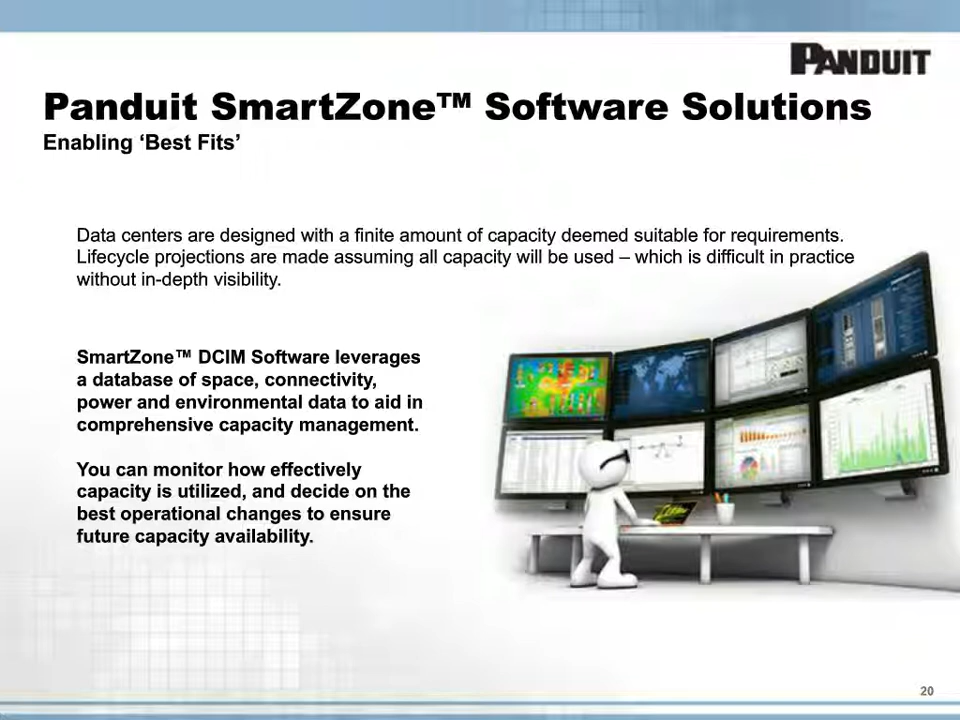 PANDUIT
Panduit SmartZone™ Software Solutions
Enabling ‘Best Fits’
Data centers are designed with a finite amount of capacity deemed suitable for requirements.
Lifecycle projections are made assuming all capacity will be used – which is difficult in practice
without in-depth visibility.
SmartZone™ DCIM Software leverages
a database of space, connectivity,
power and environmental data to aid in
comprehensive capacity management.
You can monitor how effectively
capacity is utilized, and decide on the
best operational changes to ensure
future capacity availability.
20